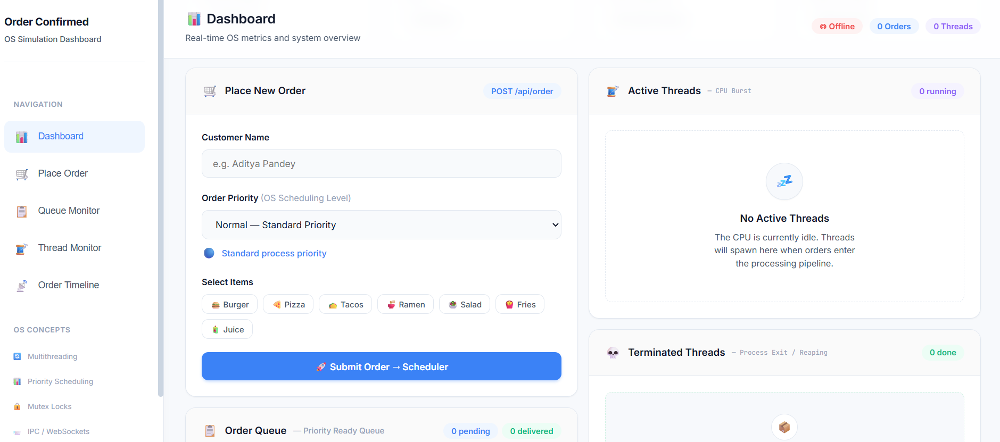 Order Confirmed
OS Simulation Dashboard
NAVIGATION
Dashboard
Place Order
Queue Monitor
Thread Monitor
Order Timeline
OS CONCEPTS
Multithreading
Priority Scheduling
Mutex Locks
IPC / WebSockets
Dashboard
Real-time OS metrics and system overview
Offline
0 Orders
0 Threads
Place New Order
POST /api/order
Customer Name
e.g. Aditya Pandey
Order Priority (OS Scheduling Level)
Normal — Standard Priority
Standard process priority
Select Items
Burger
Pizza
Tacos
Ramen
Salad
Fries
Juice
Submit Order → Scheduler
Order Queue — Priority Ready Queue
0 pending
0 delivered
Active Threads — CPU Burst
0 running
No Active Threads
The CPU is currently idle. Threads
will spawn here when orders enter
the processing pipeline.
Terminated Threads — Process Exit / Reaping
0 done